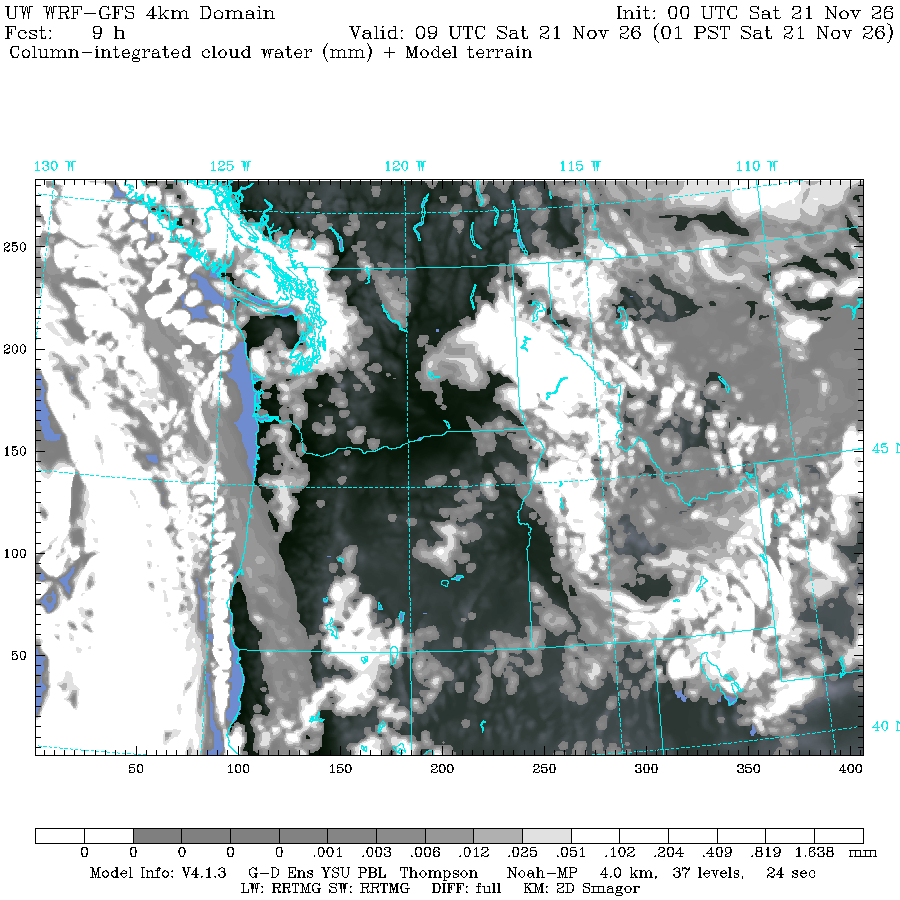 UW WRF-GFS 4km Domain Init: 00 UTC Sat 21 Nov 26
Fcst: 9 h Valid: 09 UTC Sat 21 Nov 26 (01 PST Sat 21 Nov 26)
Column-integrated cloud water (mm) + Model terrain
130 W 125 W 120 W 115 W 110 W
250
200
150
45 N
100
50
40 N
50 100 150 200 250 300 350 400
0 0 0 0 0 .001 .003 .006 .012 .025 .051 .102 .204 .409 .819 1.638 mm
Model Info: V4.1.3 G-D Ens YSU PBL Thompson Noah-MP 4.0 km, 37 levels, 24 sec
LW: RRTMG SW: RRTMG DIFF: full KM: 2D Smagor